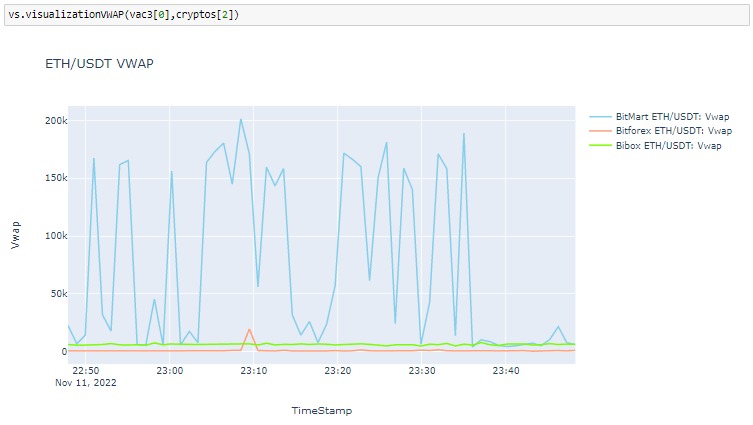 vs.visualizationVWAP(vac3[0],cryptos[2])
ETH/USDT VWAP
BitMart ETH/USDT: Vwap
Bitforex ETH/USDT: Vwap
Bibox ETH/USDT: Vwap
200k
150k
100k
50k
0
Vwap
22:50 23:00 23:10 23:20 23:30 23:40
Nov 11, 2022
TimeStamp